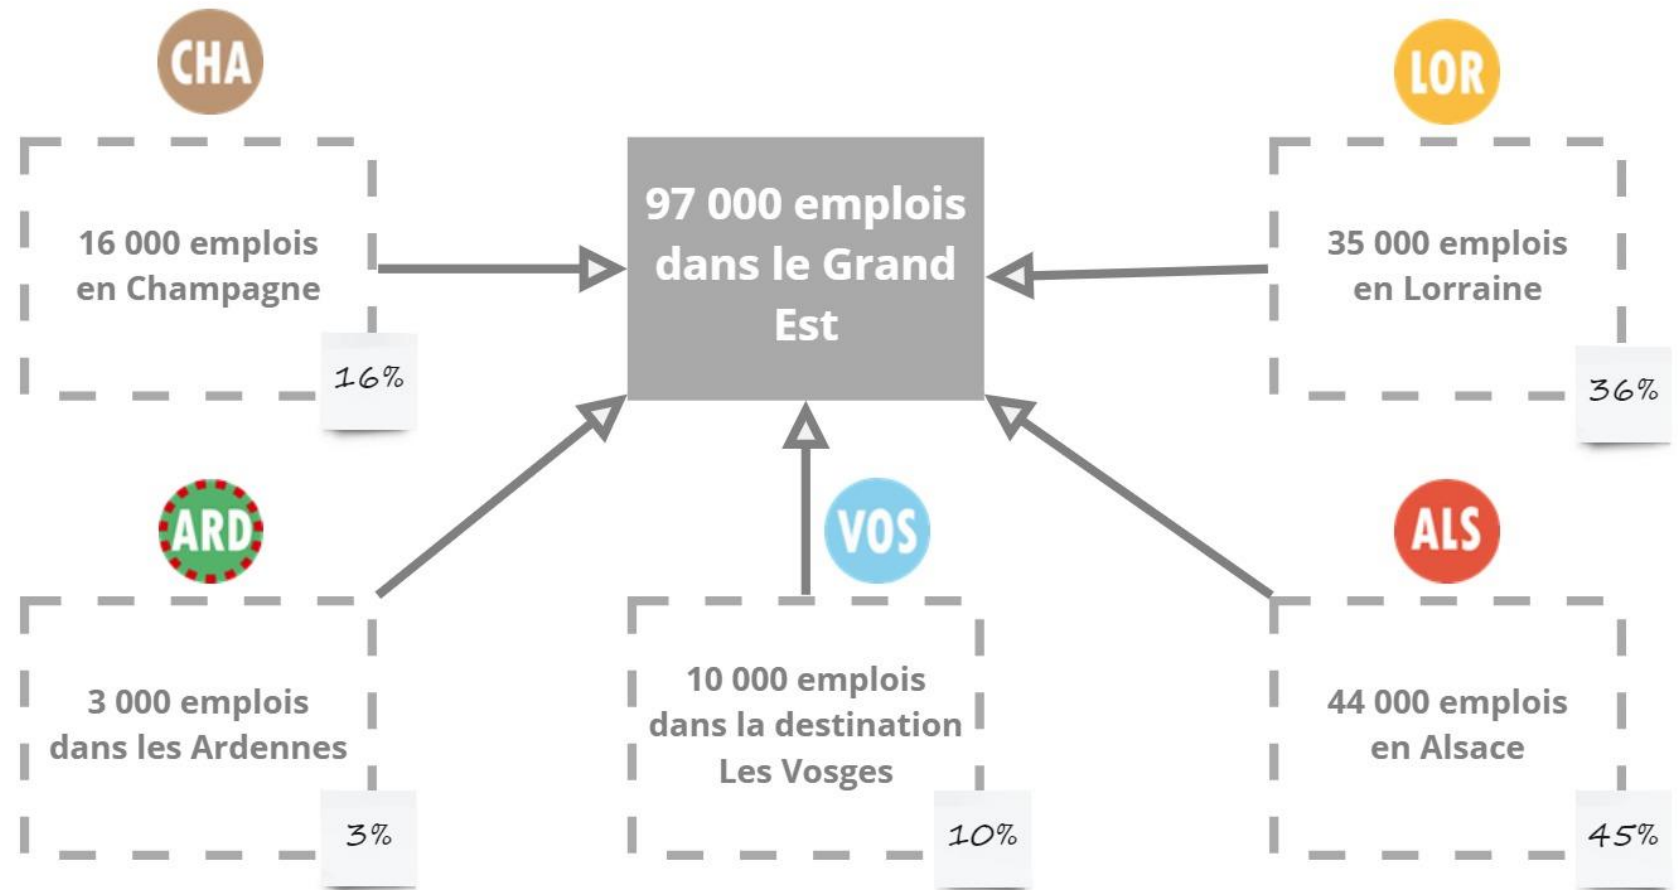 CHA
16 000 emplois
en Champagne
16%
97 000 emplois
dans le Grand
Est
LOR
35 000 emplois
en Lorraine
36%
ARD
3 000 emplois
dans les Ardennes
3%
VOS
10 000 emplois
dans la destination
Les Vosges
10%
ALS
44 000 emplois
en Alsace
45%